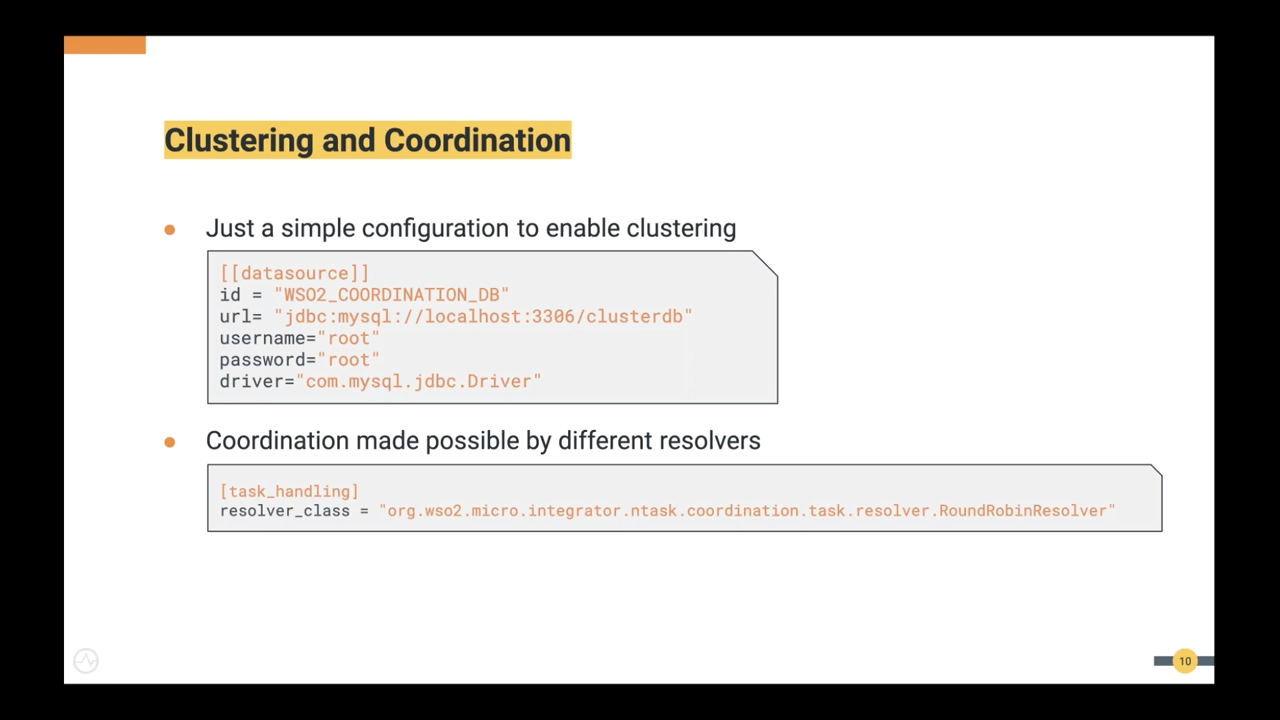 Clustering and Coordination
Just a simple configuration to enable clustering
[[datasource]]
id = "WSO2_COORDINATION_DB"
url= "jdbc:mysql://localhost:3306/clusterdb"
username="root"
password="root"
driver="com.mysql.jdbc.Driver"
Coordination made possible by different resolvers
[task_handling]
resolver_class = "org.wso2.micro.integrator.ntask.coordination.task.resolver.RoundRobinResolver"
10